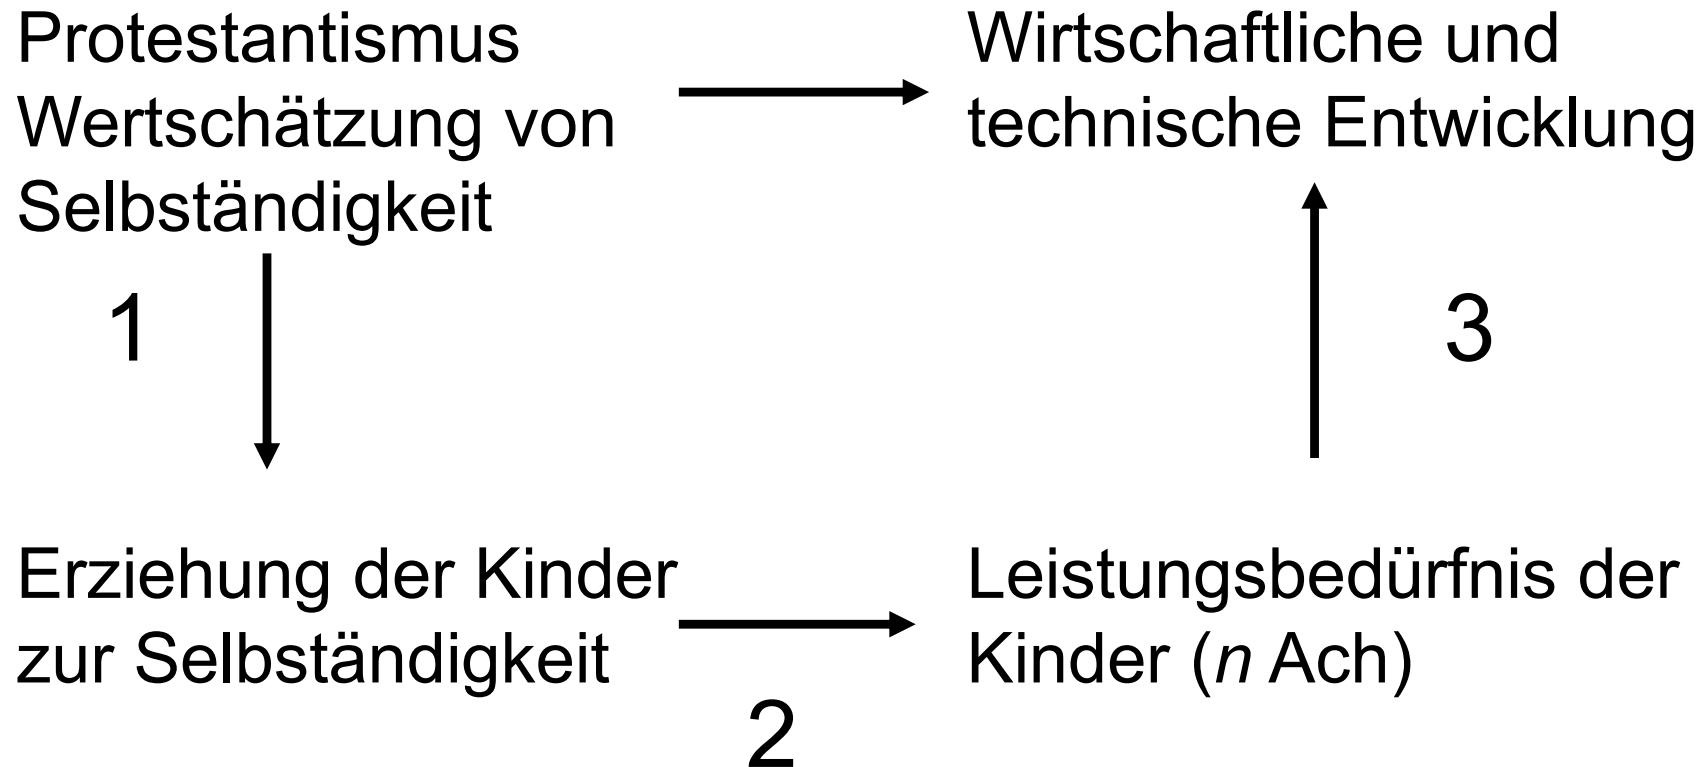 Protestantismus
Wertschätzung von
Selbständigkeit
Wirtschaftliche und
technische Entwicklung
1
3
Erziehung der Kinder
zur Selbständigkeit
Leistungsbedürfnis der
Kinder (n Ach)
2